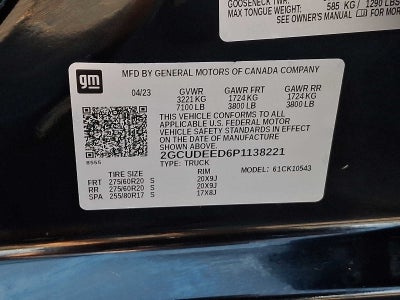 GOOSENECK TWR:
MAX TONGUE WEIGHT: 585 KG / 1290 LBS
SEE OWNER'S MANUAL FOR MORE
gm
MFD BY GENERAL MOTORS OF CANADA COMPANY
04/23 GVWR GAWR FRT GAWR RR
3221 KG 1724 KG 1724 KG
7100 LB 3800 LB 3800 LB
THIS VEHICLE CONFORMS TO ALL
APPLICABLE U.S. FEDERAL MOTOR
VEHICLE SAFETY STANDARDS IN EFFECT
ON THE DATE OF MANUFACTURE
SHOWN ABOVE.
2GCUDEED6P1138221
TYPE: TRUCK MODEL: 61CK10543
TIRE SIZE RIM
FRT 275/60R20 S 20X9J
RR 275/60R20 S 20X9J
SPA 255/80R17 S 17X8J